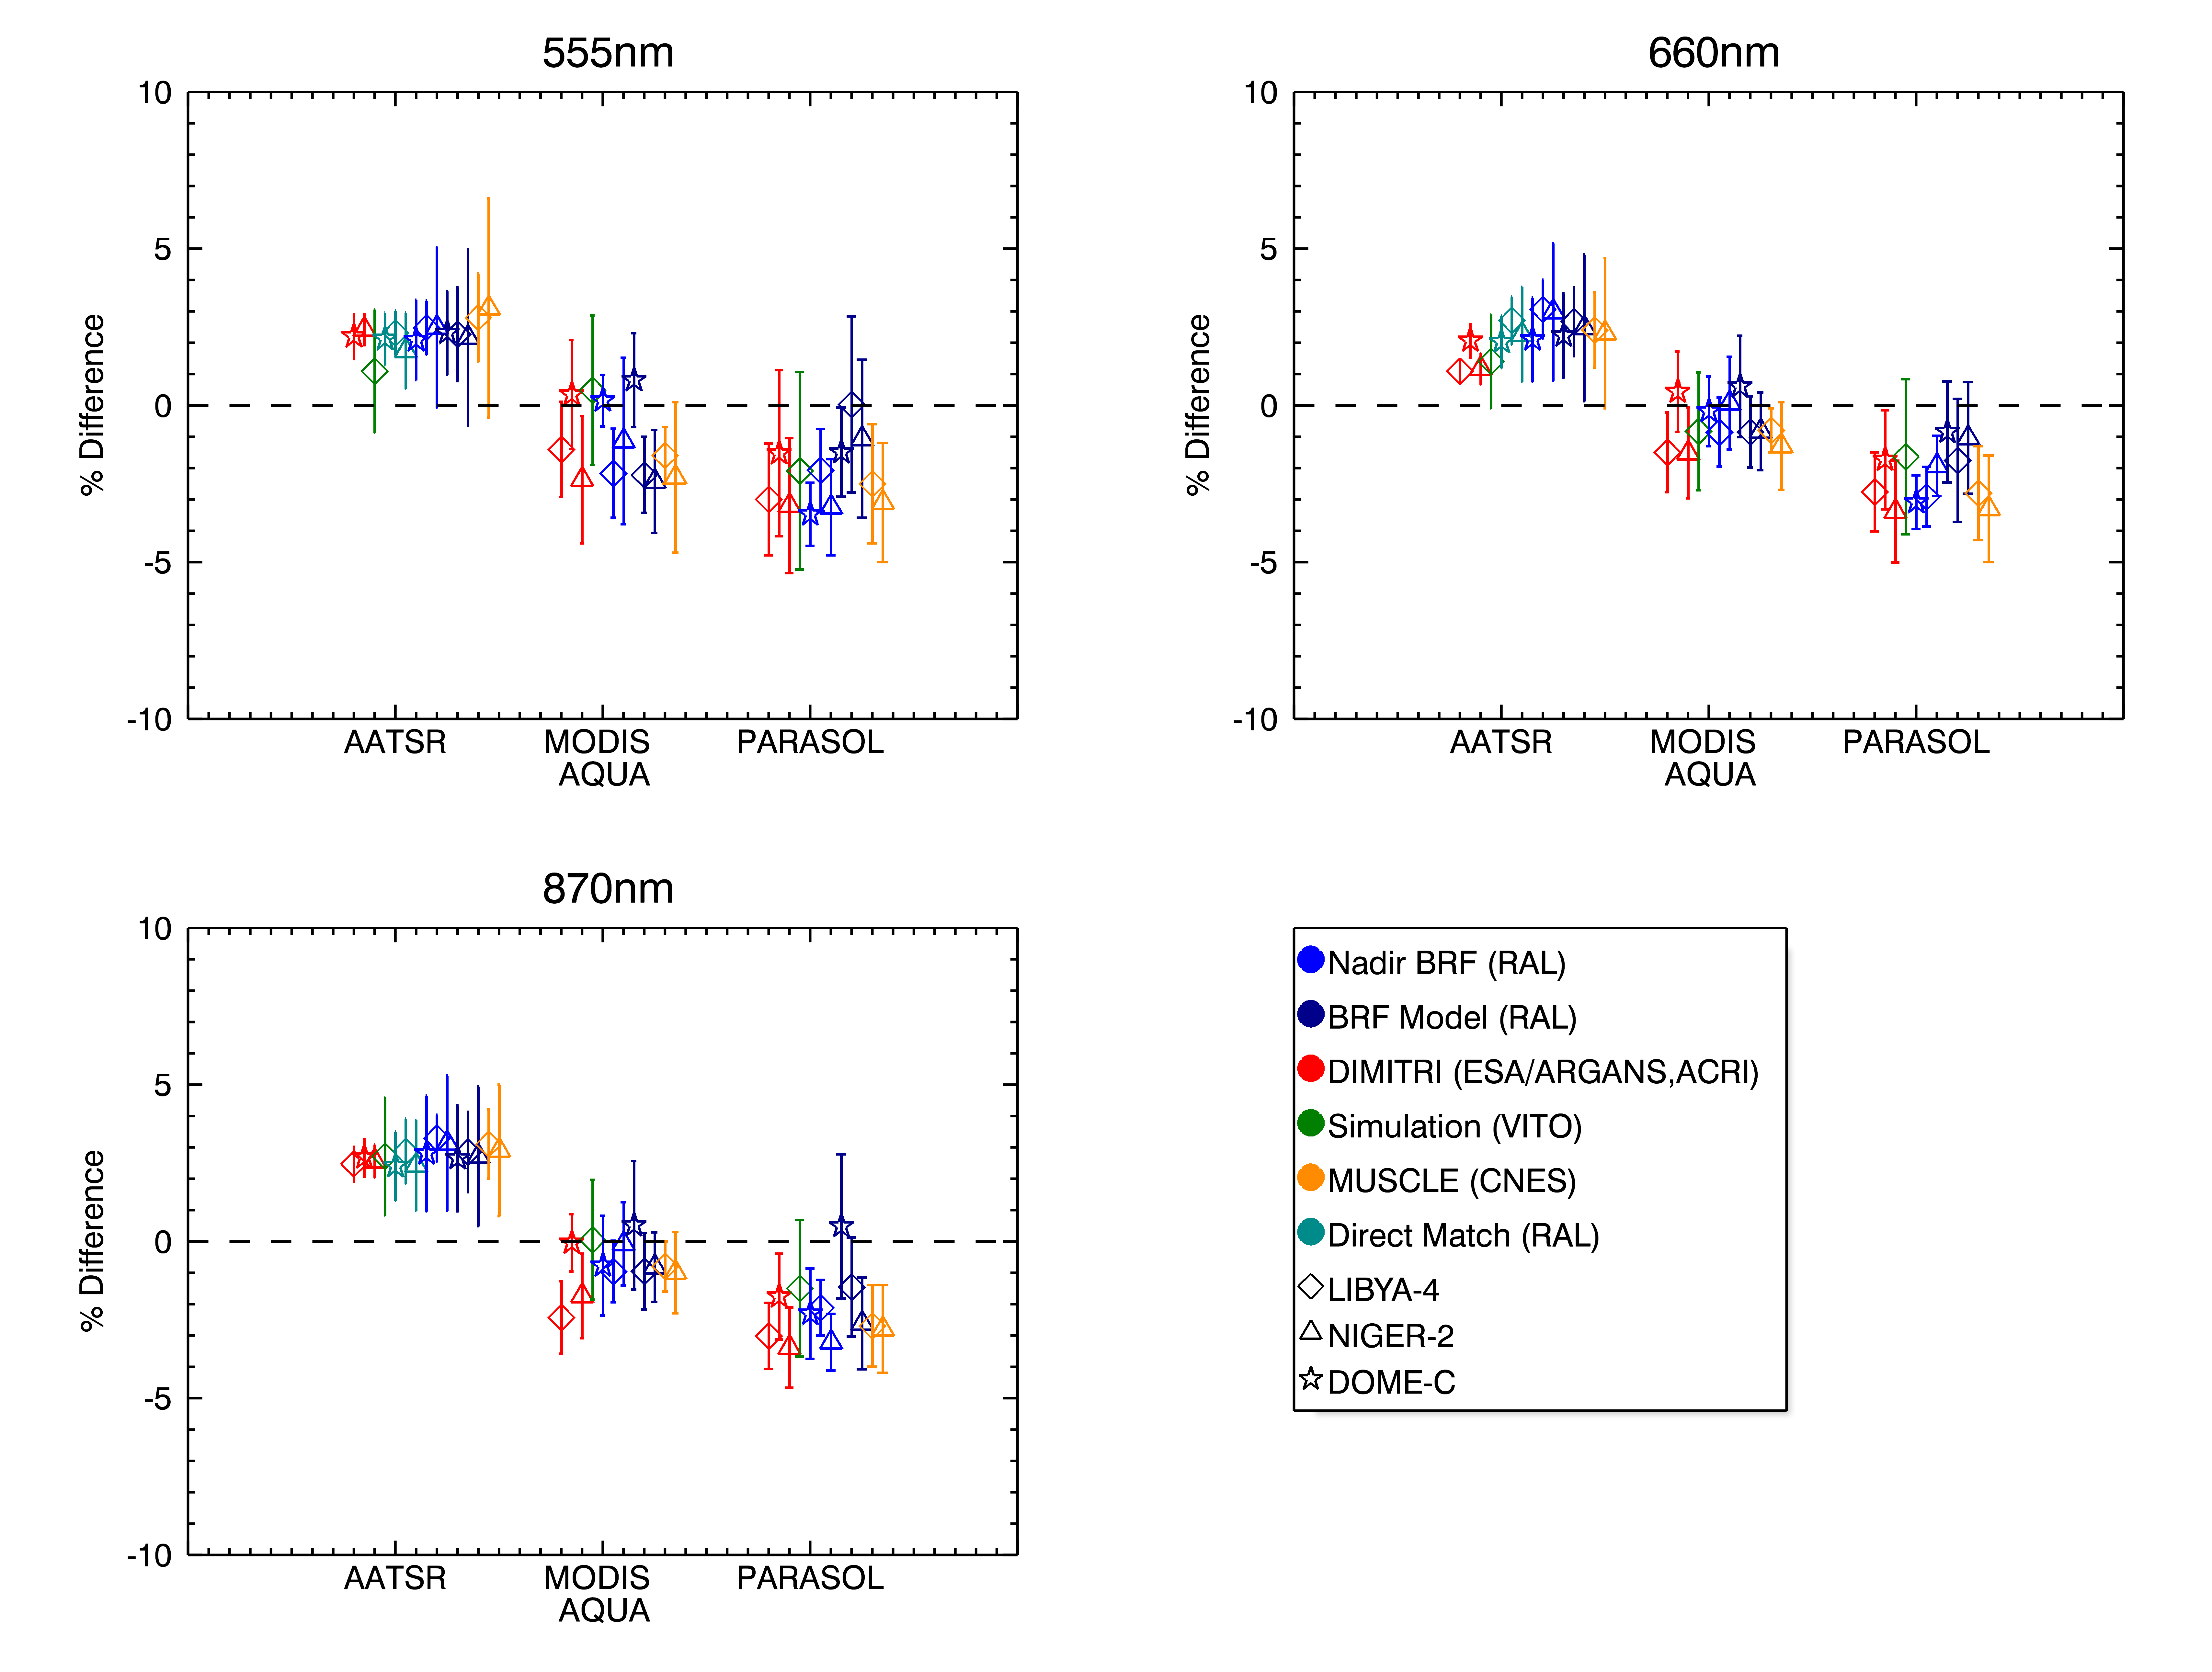 555nm
10
5
0
-5
-10
% Difference
AATSR
MODIS
AQUA
PARASOL
660nm
10
5
0
-5
-10
% Difference
AATSR
MODIS
AQUA
PARASOL
870nm
10
5
0
-5
-10
% Difference
AATSR
MODIS
AQUA
PARASOL
Nadir BRF (RAL)
BRF Model (RAL)
DIMITRI (ESA/ARGANS,ACRI)
Simulation (VITO)
MUSCLE (CNES)
Direct Match (RAL)
LIBYA-4
NIGER-2
DOME-C